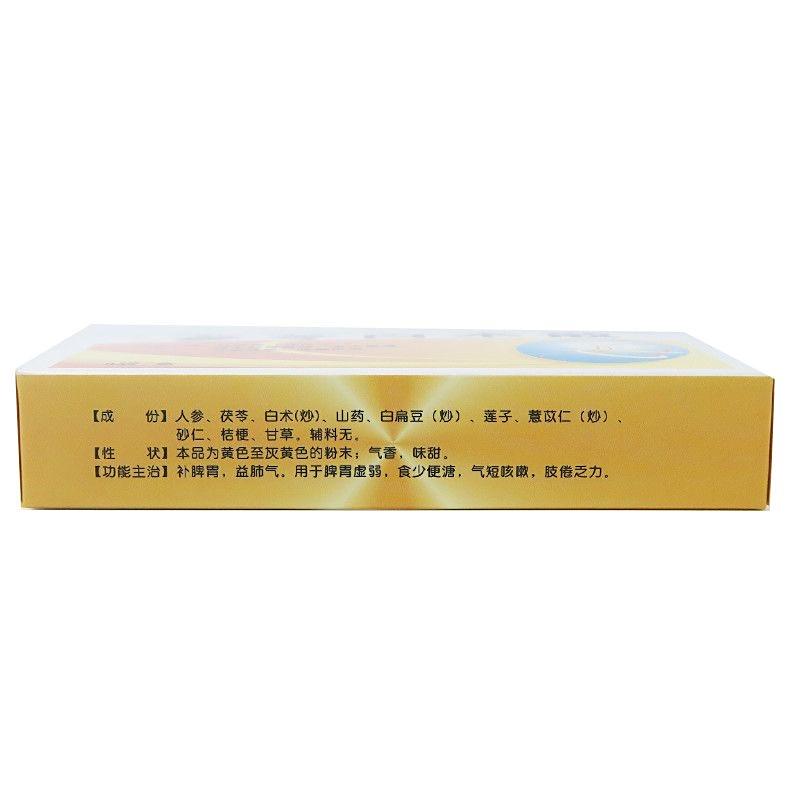 【成 份】人参、茯苓、白术(炒)、山药、白扁豆(炒)、莲子、薏苡仁(炒)、
砂仁、桔梗、甘草。辅料无。
【性 状】本品为黄色至灰黄色的粉末;气香,味甜。
【功能主治】补脾胃,益肺气。用于脾胃虚弱,食少便溏,气短咳嗽,肢倦乏力。